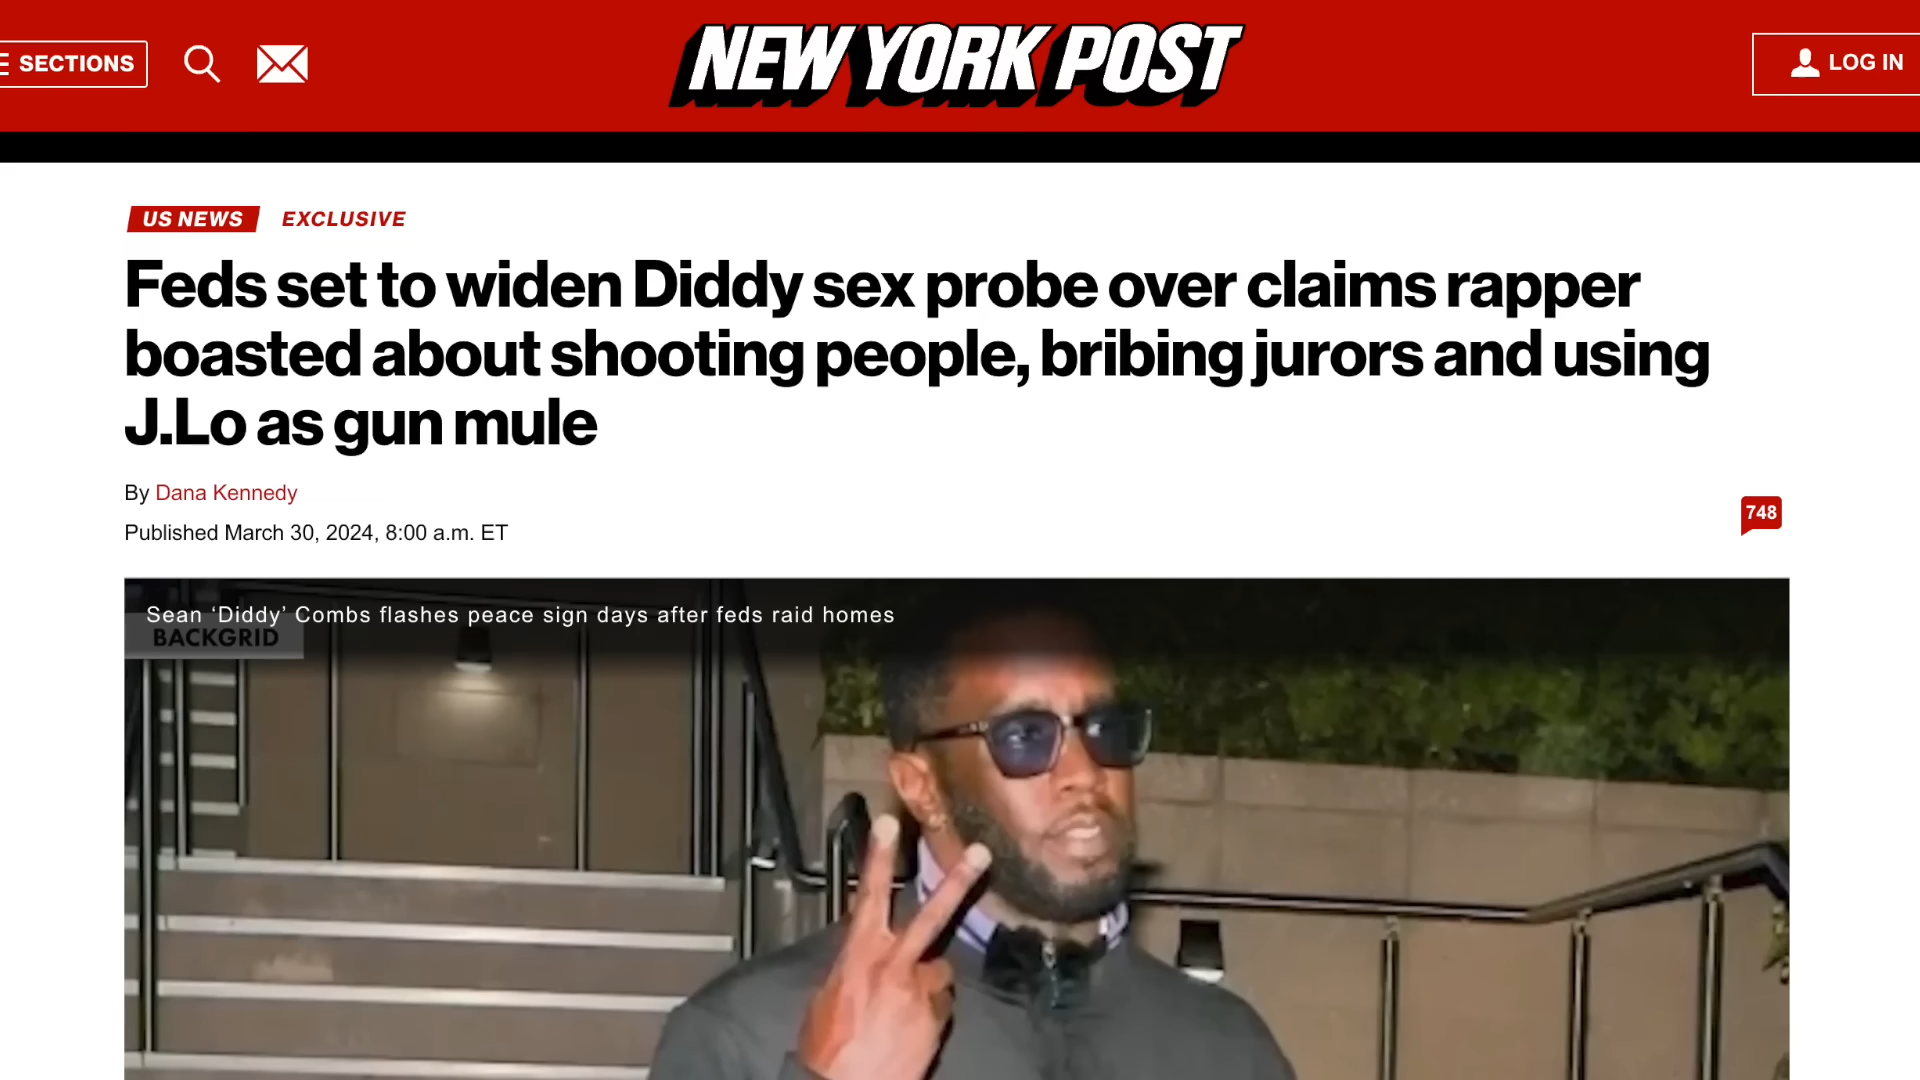 SECTIONS
NEW YORK POST
LOG IN
US NEWS EXCLUSIVE
Feds set to widen Diddy sex probe over claims rapper
boasted about shooting people, bribing jurors and using
J.Lo as gun mule
By Dana Kennedy
748
Published March 30, 2024, 8:00 a.m. ET
Sean ‘Diddy’ Combs flashes peace sign days after feds raid homes
BACKGRID